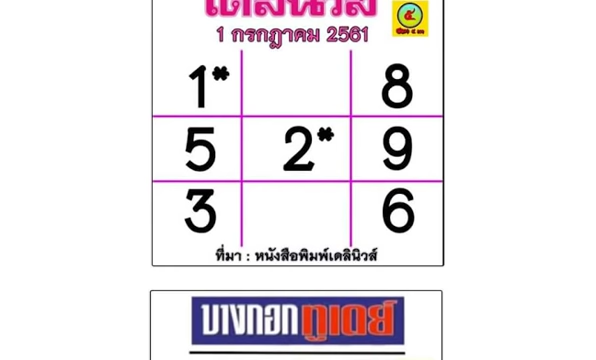 เดลินิวส์
1 กรกฎาคม 2561
1* 8
5 2* 9
3 6
ที่มา : หนังสือพิมพ์เดลินิวส์
บางกอกทูเดย์